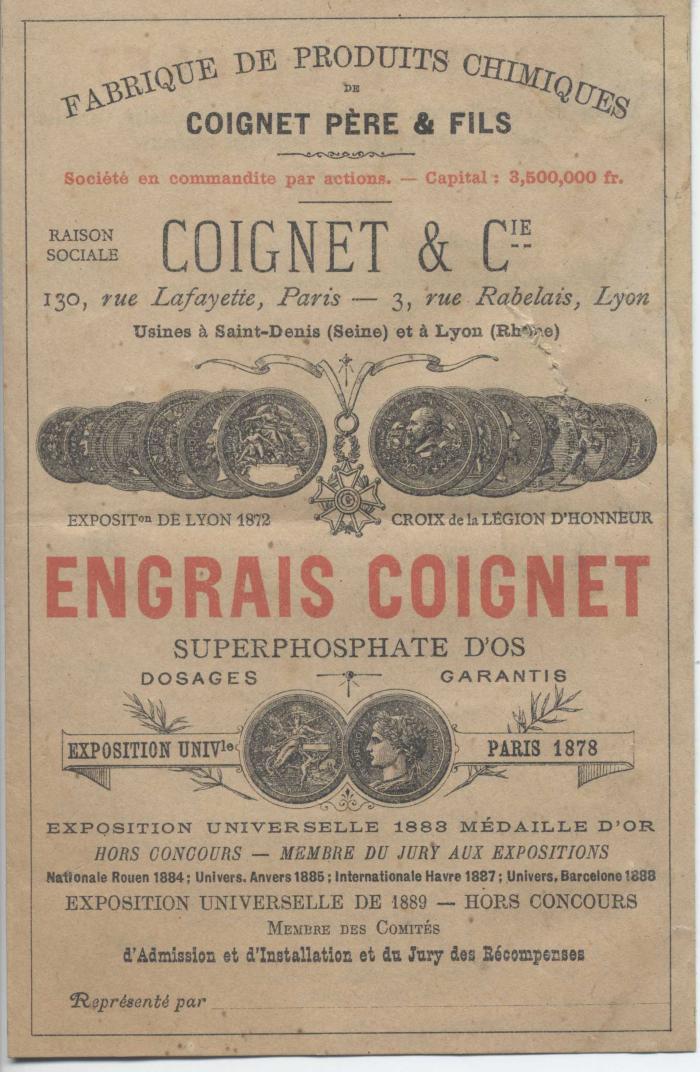 FABRIQUE DE PRODUITS CHIMIQUES
DE
COIGNET PÈRE & FILS
Société en commandite par actions. — Capital : 3,500,000 fr.
RAISON SOCIALE
COIGNET & CIE
130, rue Lafayette, Paris — 3, rue Rabelais, Lyon
Usines à Saint-Denis (Seine) et à Lyon (Rhône)
EXPOSITon DE LYON 1872
CROIX de la LÉGION D'HONNEUR
ENGRAIS COIGNET
SUPERPHOSPHATE D'OS
DOSAGES GARANTIS
EXPOSITION UNIVle PARIS 1878
EXPOSITION UNIVERSELLE 1883 MÉDAILLE D'OR
HORS CONCOURS — MEMBRE DU JURY AUX EXPOSITIONS
Nationale Rouen 1884 ; Univers. Anvers 1885 ; Internationale Havre 1887 ; Univers. Barcelone 1888
EXPOSITION UNIVERSELLE DE 1889 — HORS CONCOURS
MEMBRE DES COMITÉS
d'Admission et d'Installation et du Jury des Récompenses
Représenté par